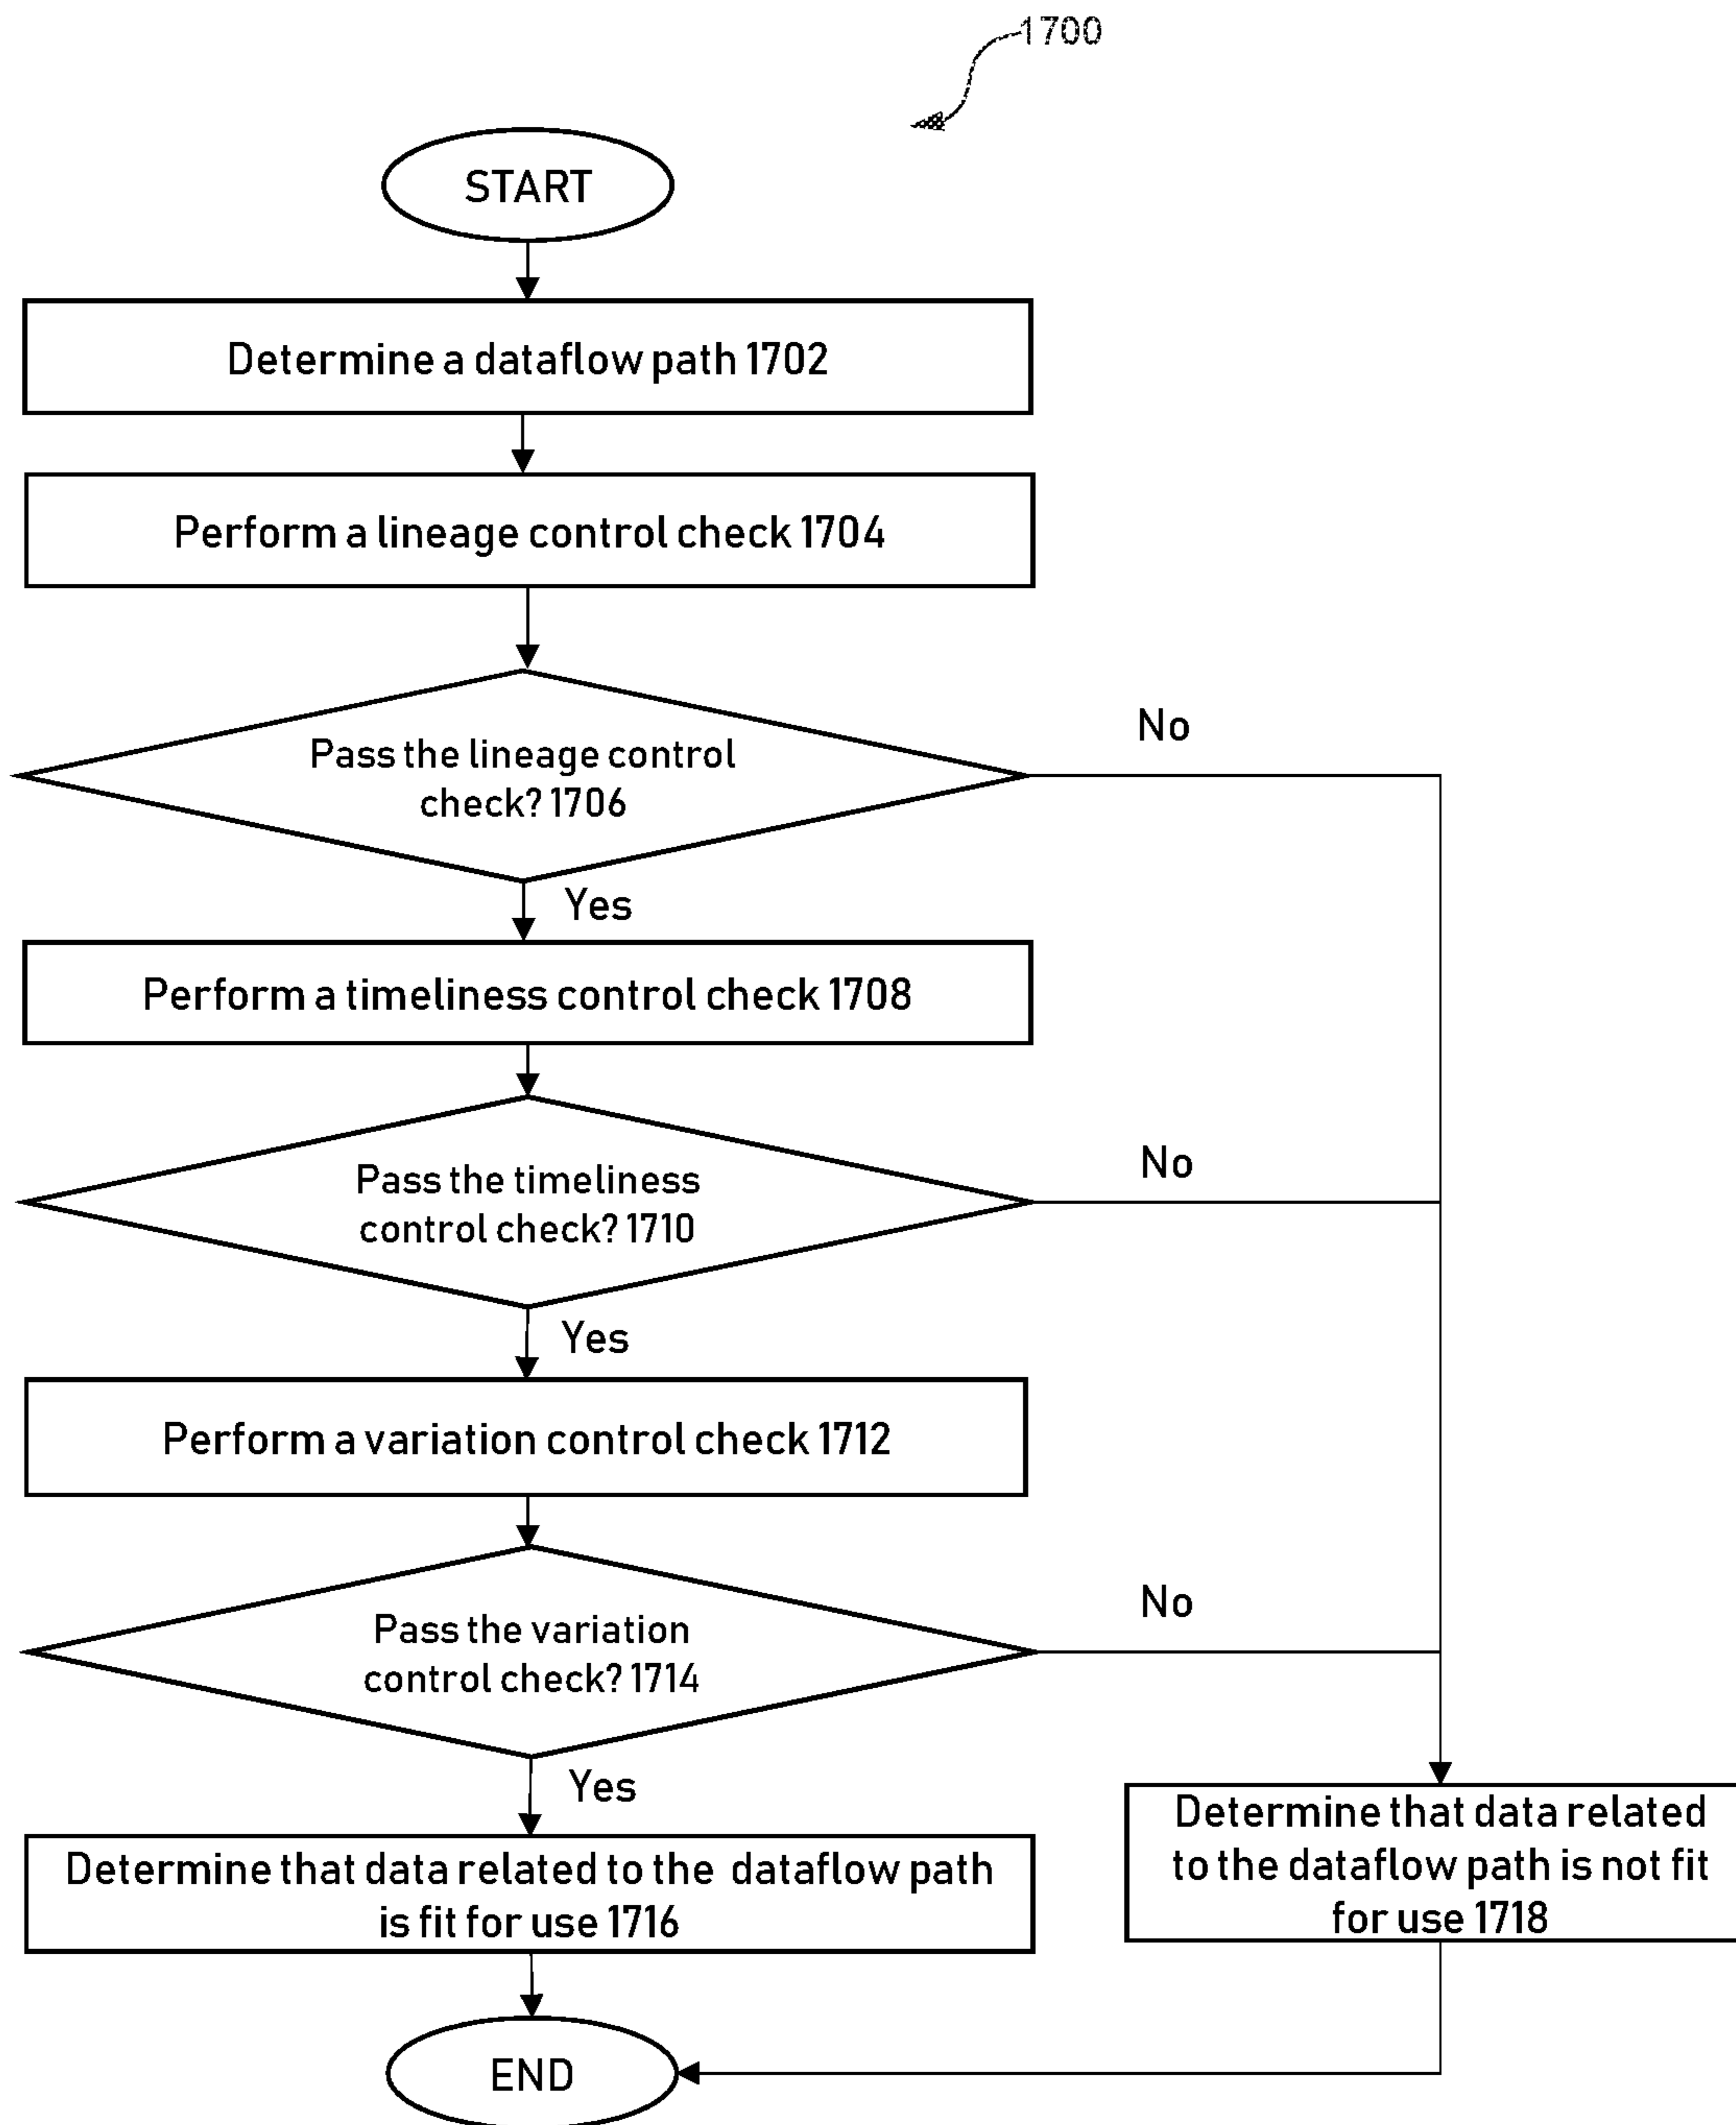 1700
START
Determine a dataflow path 1702
Perform a lineage control check 1704
Pass the lineage control
check? 1706
No
Yes
Perform a timeliness control check 1708
Pass the timeliness
control check? 1710
No
Yes
Perform a variation control check 1712
Pass the variation
control check? 1714
No
Yes
Determine that data related to the dataflow path
is fit for use 1716
Determine that data related
to the dataflow path is not fit
for use 1718
END